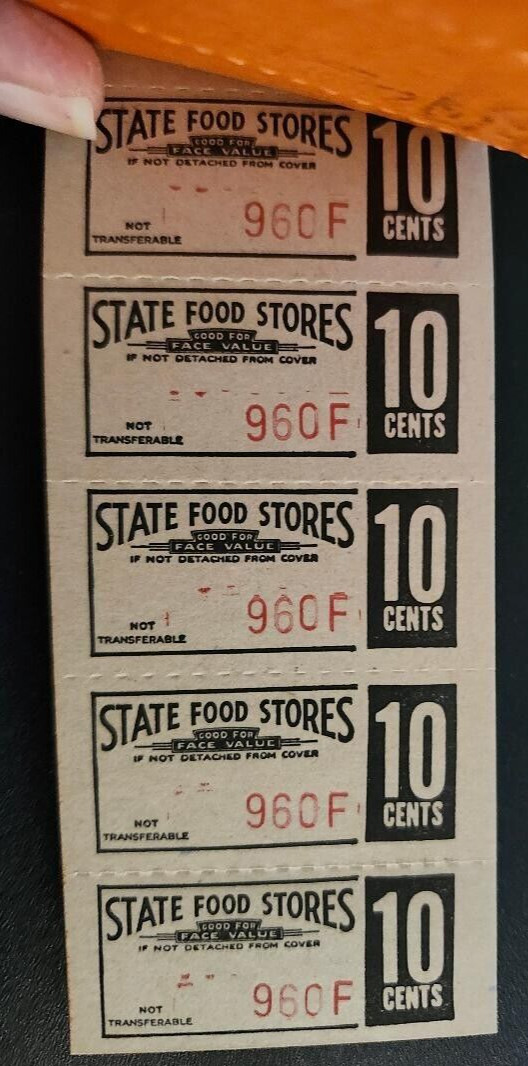 STATE FOOD STORES
GOOD FOR
FACE VALUE
IF NOT DETACHED FROM COVER
NOT
TRANSFERABLE
960F
10
CENTS
STATE FOOD STORES
GOOD FOR
FACE VALUE
IF NOT DETACHED FROM COVER
NOT
TRANSFERABLE
960F
10
CENTS
STATE FOOD STORES
GOOD FOR
FACE VALUE
IF NOT DETACHED FROM COVER
NOT
TRANSFERABLE
960F
10
CENTS
STATE FOOD STORES
GOOD FOR
FACE VALUE
IF NOT DETACHED FROM COVER
NOT
TRANSFERABLE
960F
10
CENTS
STATE FOOD STORES
GOOD FOR
FACE VALUE
IF NOT DETACHED FROM COVER
NOT
TRANSFERABLE
960F
10
CENTS